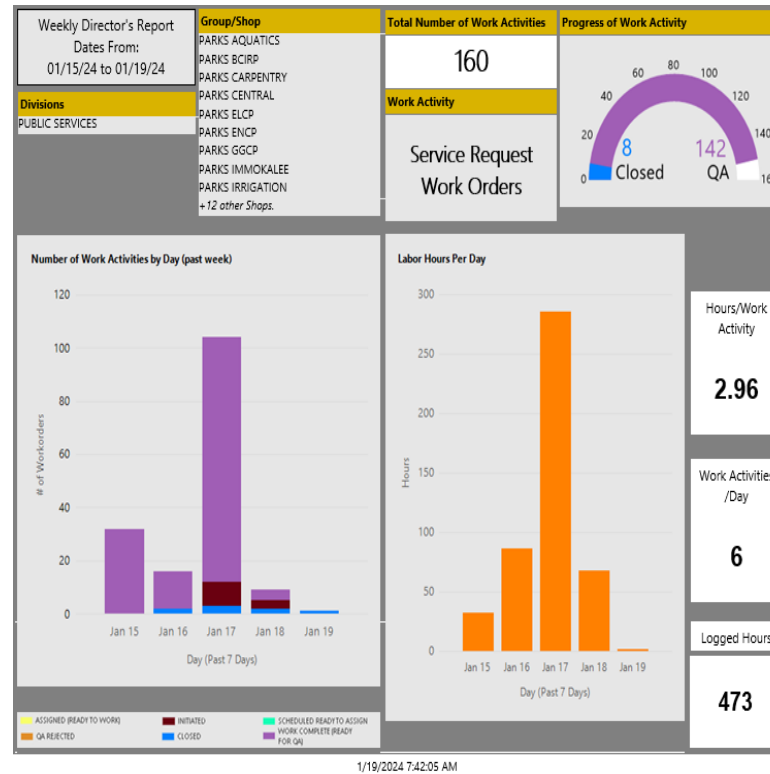 Weekly Director's Report
Dates From:
01/15/24 to 01/19/24
Divisions
PUBLIC SERVICES
Group/Shop
PARKS AQUATICS
PARKS BCIRP
PARKS CARPENTRY
PARKS CENTRAL
PARKS ELCP
PARKS ENCP
PARKS GGCP
PARKS IMMOKALEE
PARKS IRRIGATION
+12 other Shops.
Total Number of Work Activities
160
Work Activity
Service Request
Work Orders
Progress of Work Activity
0
20
40
60
80
100
120
140
16
8
Closed
142
QA
Number of Work Activities by Day (past week)
# of Workorders
120
100
80
60
40
20
0
Jan 15 Jan 16 Jan 17 Jan 18 Jan 19
Day (Past 7 Days)
ASSIGNED (READY TO WORK) INITIATED SCHEDULED READY TO ASSIGN
QA REJECTED CLOSED WORK COMPLETE (READY
FOR QA)
Labor Hours Per Day
Hours
300
250
200
150
100
50
0
Jan 15 Jan 16 Jan 17 Jan 18 Jan 19
Day (Past 7 Days)
Hours/Work
Activity
2.96
Work Activities
/Day
6
Logged Hours
473
1/19/2024 7:42:05 AM